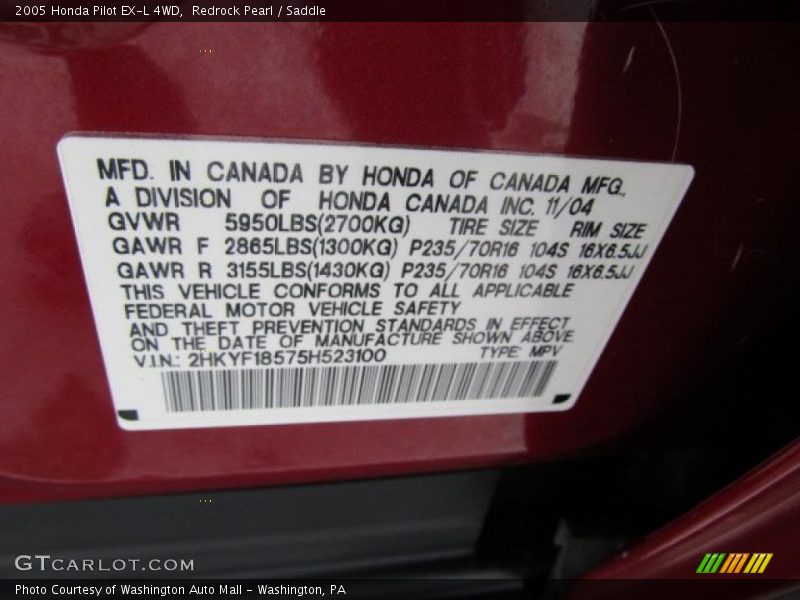 2005 Honda Pilot EX-L 4WD,  Redrock Pearl / Saddle
MFD. IN CANADA BY HONDA OF CANADA MFG.,
A DIVISION OF HONDA CANADA INC. 11/04
GVWR 5950LBS(2700KG) TIRE SIZE RIM SIZE
GAWR F 2865LBS(1300KG) P235/70R16 104S 16X6.5JJ
GAWR R 3155LBS(1430KG) P235/70R16 104S 16X6.5JJ
THIS VEHICLE CONFORMS TO ALL APPLICABLE
FEDERAL MOTOR VEHICLE SAFETY
AND THEFT PREVENTION STANDARDS IN EFFECT
ON THE DATE OF MANUFACTURE SHOWN ABOVE
V.I.N.: 2HKYF18575H523100 TYPE: MPV
GTCARLOT.COM
Photo Courtesy of Washington Auto Mall - Washington, PA